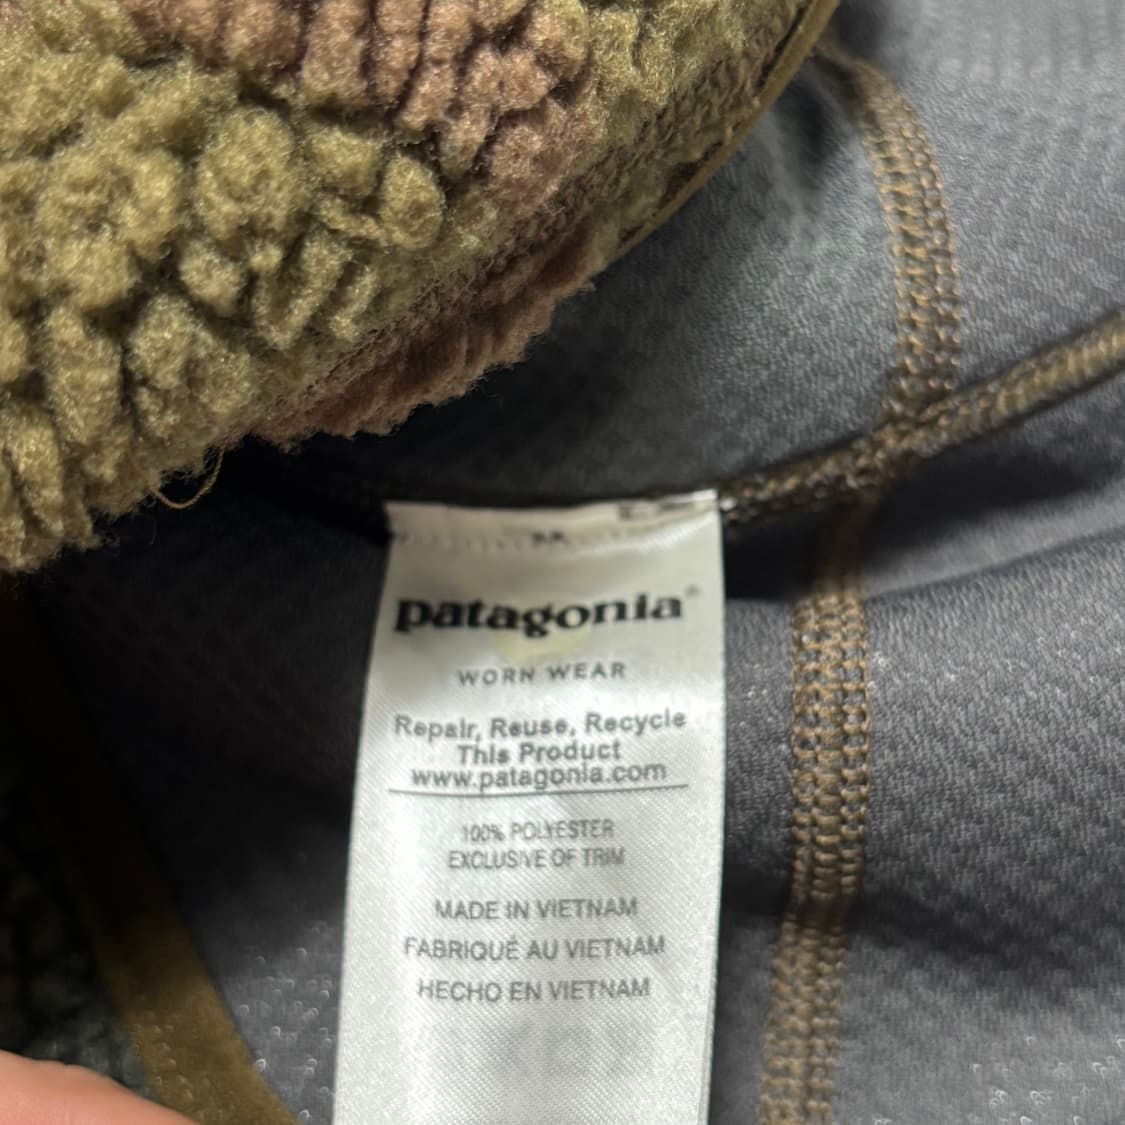 M
patagonia®
WORN WEAR
Repair, Reuse, Recycle
This Product
www.patagonia.com
100% POLYESTER
EXCLUSIVE OF TRIM
MADE IN VIETNAM
FABRIQUÉ AU VIETNAM
HECHO EN VIETNAM